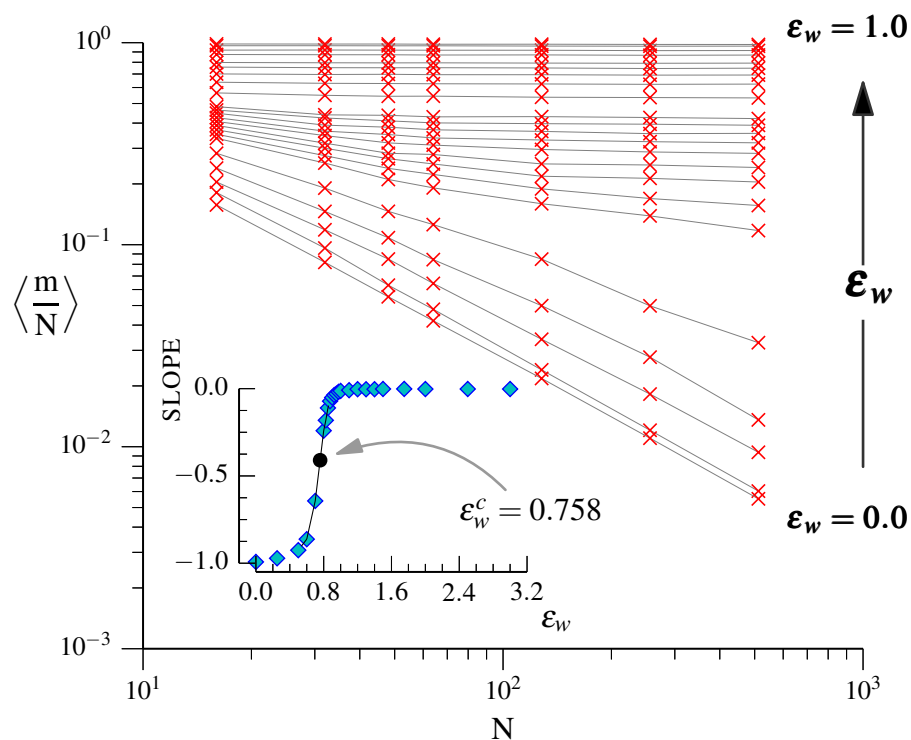 𝛆_w = 1.0
10^0
10^−1
⟨m/N⟩
𝛆_w
10^−2
SLOPE
0.0
−0.5
−1.0
ε_w^c = 0.758
𝛆_w = 0.0
0.0 0.8 1.6 2.4 3.2
ε_w
10^−3
10^1 10^2 10^3
N